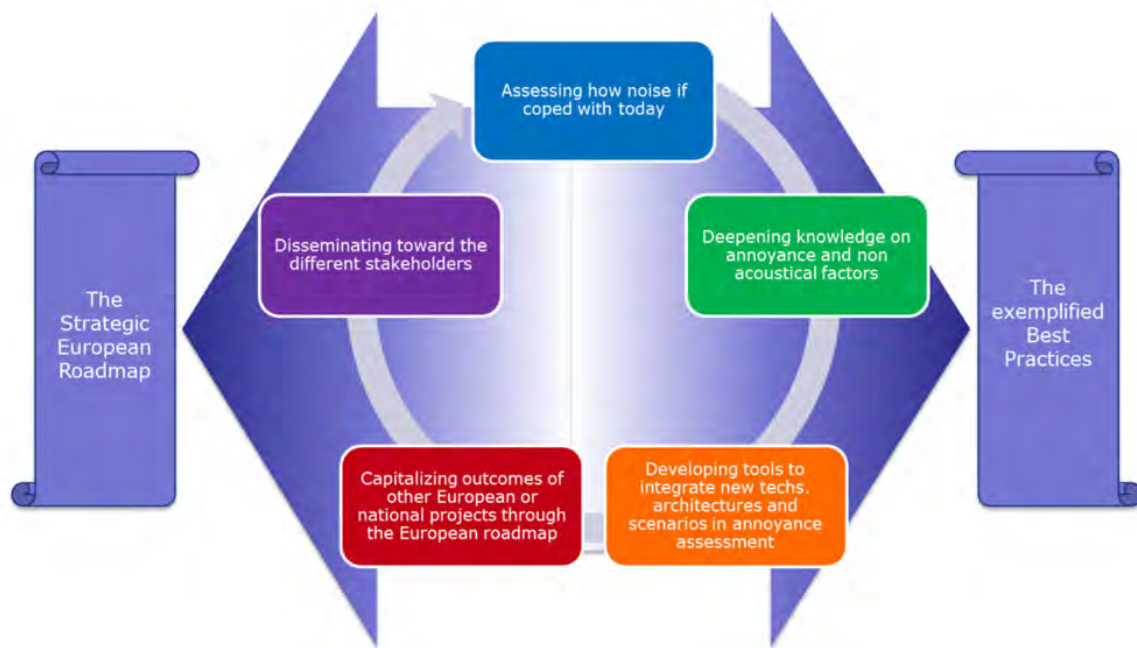 Assessing how noise if
coped with today
Disseminating toward the
different stakeholders
Deepening knowledge on
annoyance and non
acoustical factors
The
Strategic
European
Roadmap
The
exemplified
Best
Practices
Capitalizing outcomes of
other European or
national projects through
the European roadmap
Developing tools to
integrate new techs.
architectures and
scenarios in annoyance
assessment